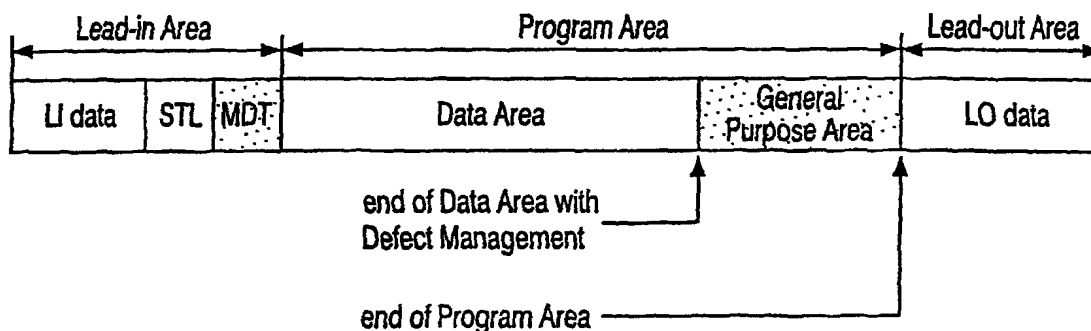 Lead-in Area
Program Area
Lead-out Area
LI data
STL
MDT
Data Area
General
Purpose Area
LO data
end of Data Area with
Defect Management
end of Program Area